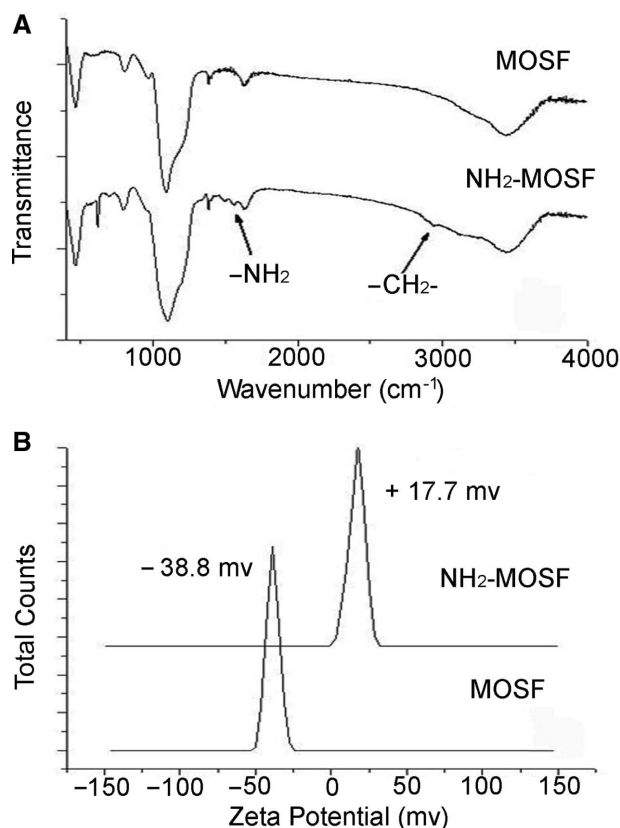 A
MOSF
NH₂-MOSF
Transmittance
–NH₂
–CH₂-
1000 2000 3000 4000
Wavenumber (cm⁻¹)
B
+ 17.7 mv
– 38.8 mv
NH₂-MOSF
Total Counts
MOSF
−150 −100 −50 0 50 100 150
Zeta Potential (mv)